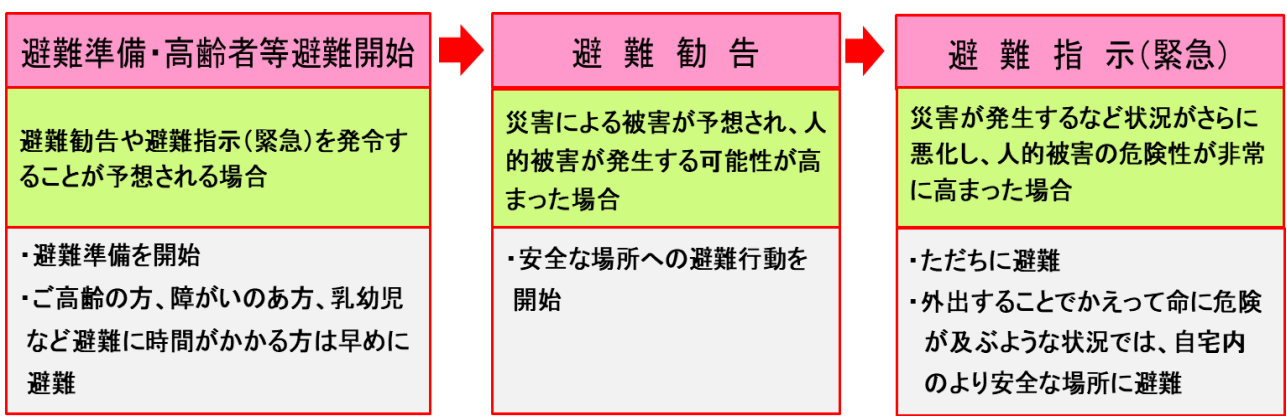 避難準備・高齢者等避難開始
避難勧告や避難指示(緊急)を発令す
ることが予想される場合
・避難準備を開始
・ご高齢の方、障がいのあ方、乳幼児
など避難に時間がかかる方は早めに
避難
避 難 勧 告
災害による被害が予想され、人
的被害が発生する可能性が高
まった場合
・安全な場所への避難行動を
開始
避 難 指 示(緊急)
災害が発生するなど状況がさらに
悪化し、人的被害の危険性が非常
に高まった場合
・ただちに避難
・外出することでかえって命に危険
が及ぶような状況では、自宅内
のより安全な場所に避難